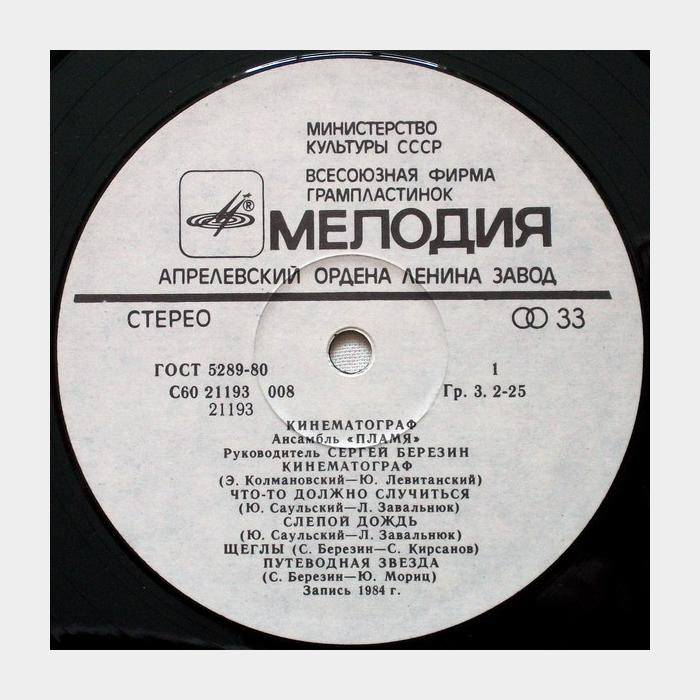 МИНИСТЕРСТВО
КУЛЬТУРЫ СССР
ВСЕСОЮЗНАЯ ФИРМА
ГРАМПЛАСТИНОК
®
МЕЛОДИЯ
АПРЕЛЕВСКИЙ ОРДЕНА ЛЕНИНА ЗАВОД
СТЕРЕО 33
ГОСТ 5289-80 1
С60 21193 008 Гр. 3. 2-25
21193
КИНЕМАТОГРАФ
Ансамбль «ПЛАМЯ»
Руководитель СЕРГЕЙ БЕРЕЗИН
КИНЕМАТОГРАФ
(Э. Колмановский—Ю. Левитанский)
ЧТО-ТО ДОЛЖНО СЛУЧИТЬСЯ
(Ю. Саульский—Л. Завальнюк)
СЛЕПОЙ ДОЖДЬ
(Ю. Саульский—Л. Завальнюк)
ЩЕГЛЫ (С. Березин—С. Кирсанов)
ПУТЕВОДНАЯ ЗВЕЗДА
(С. Березин—Ю. Мориц)
Запись 1984 г.